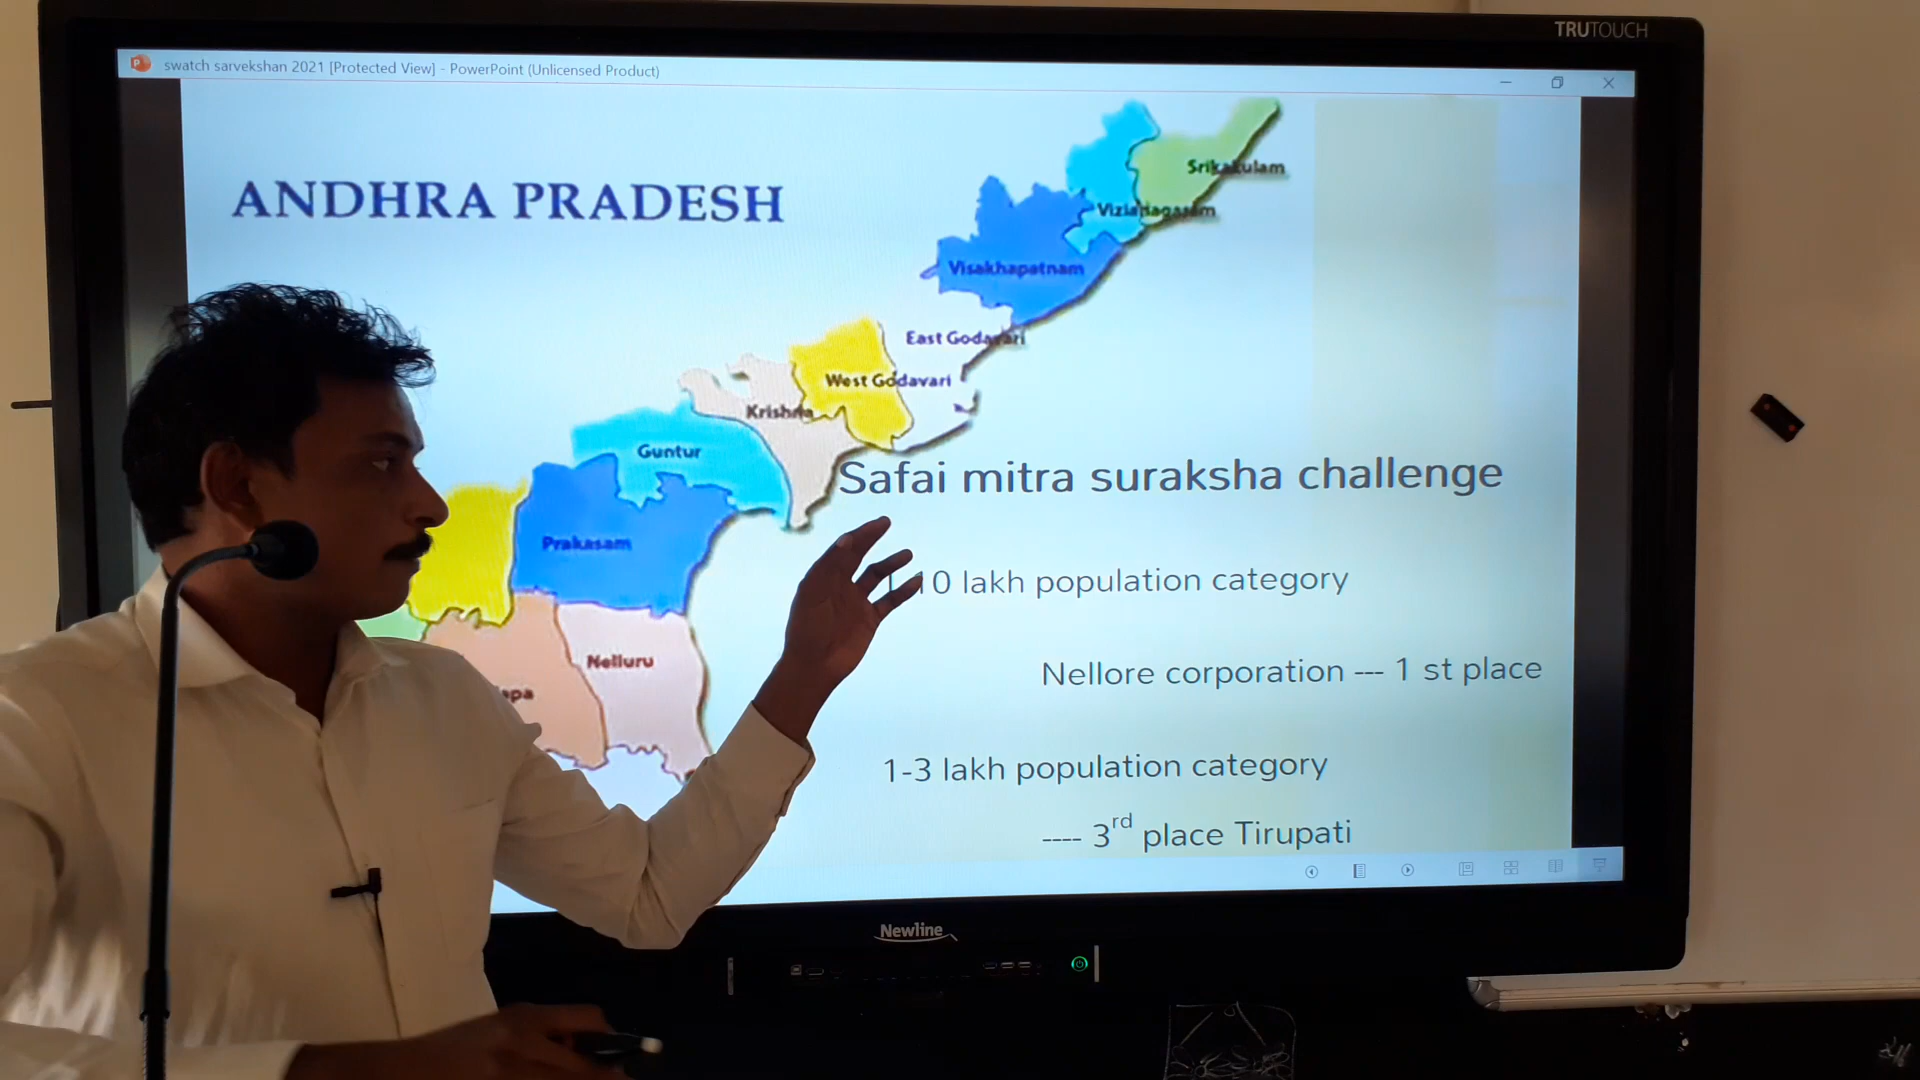 TRUTOUCH
swatch sarvekshan 2021 [Protected View] - PowerPoint (Unlicensed Product)
ANDHRA PRADESH
Srikakulam
Vizianagaram
Visakhapatnam
East Godavari
West Godavari
Krishna
Guntur
Safai mitra suraksha challenge
Prakasam
10 lakh population category
Nelluru
Nellore corporation --- 1 st place
apa
1-3 lakh population category
---- 3rd place Tirupati
Newline